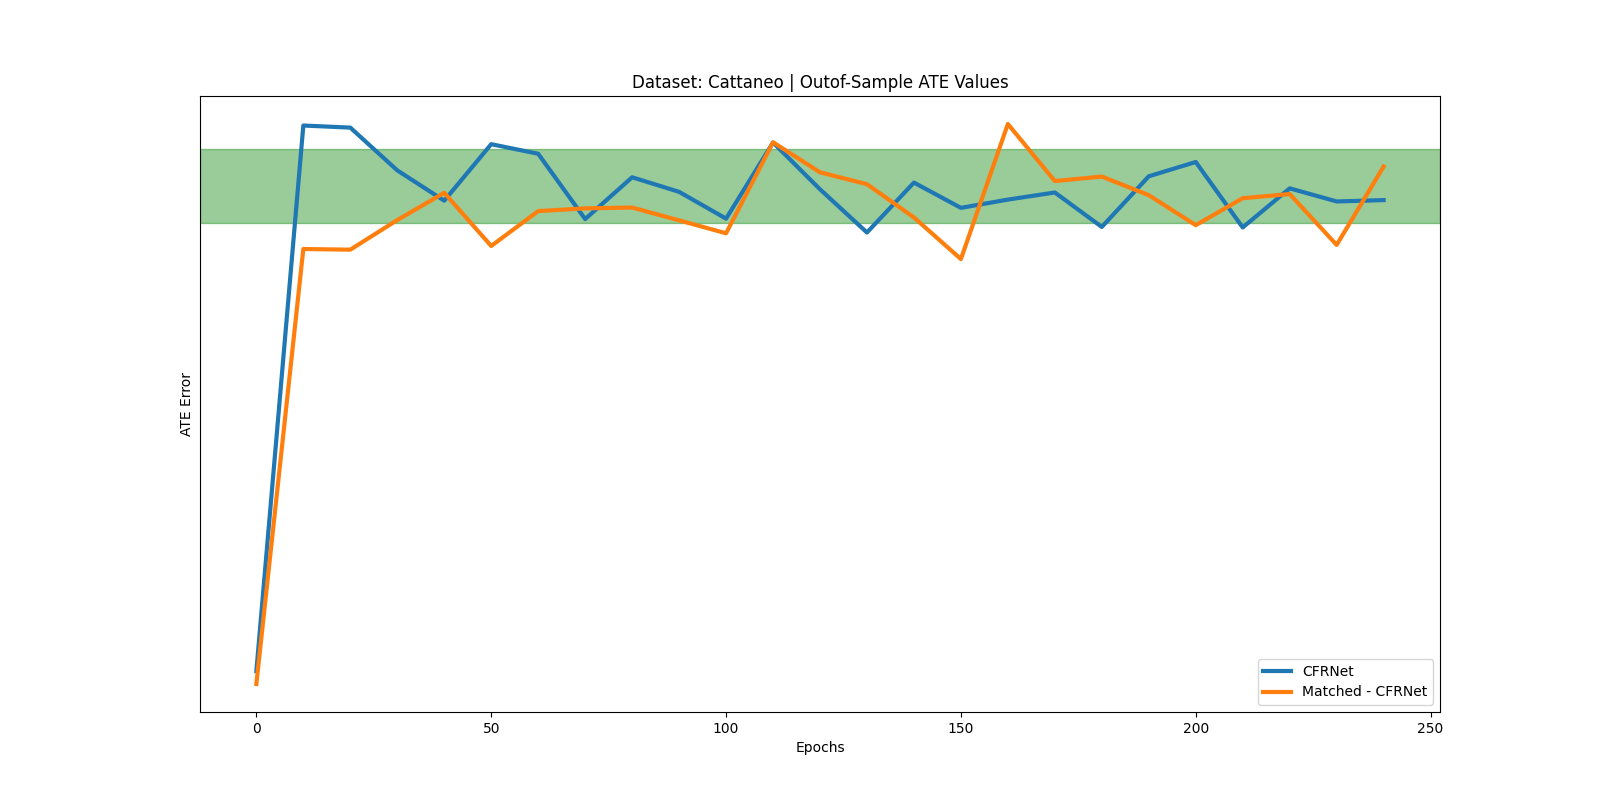 Dataset: Cattaneo | Outof-Sample ATE Values
ATE Error
CFRNet
Matched - CFRNet
0
50
100
150
200
250
Epochs